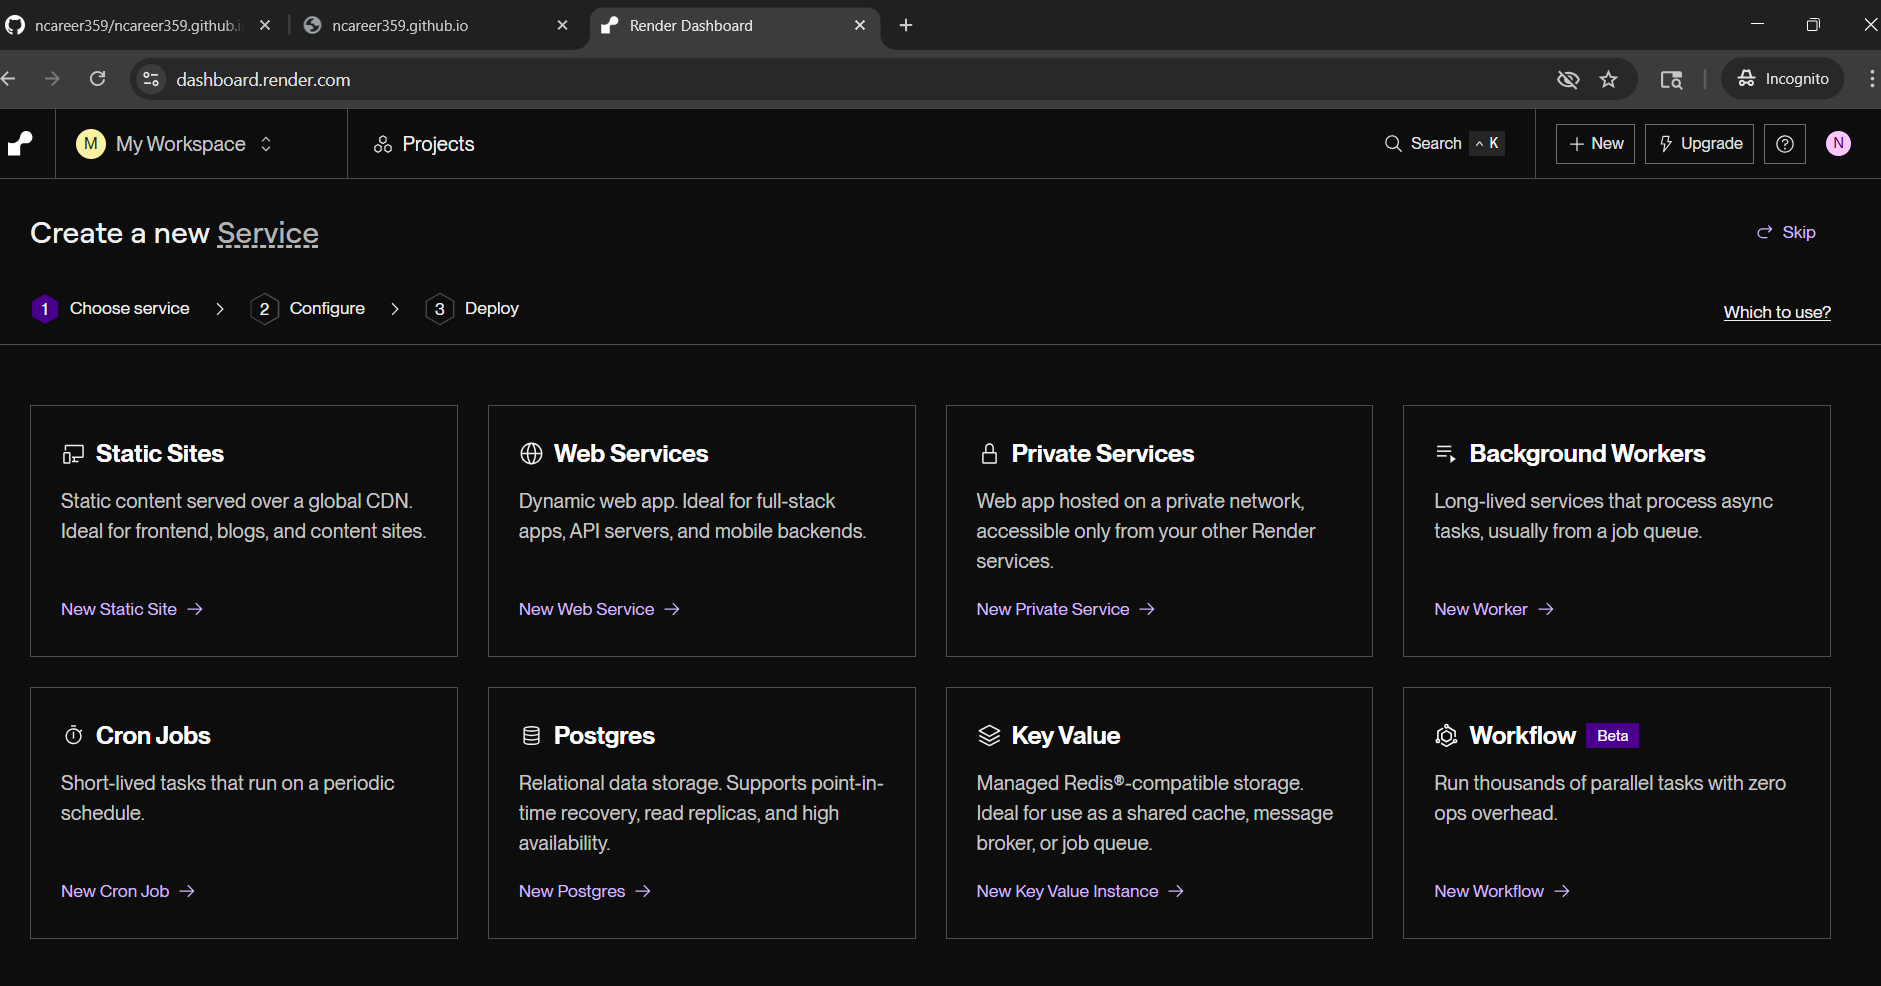 ncareer359/ncareer359.github.i
ncareer359.github.io
Render Dashboard
dashboard.render.com
Incognito
M My Workspace
Projects
Search ^ K
+ New
Upgrade
N
Create a new Service
Skip
1 Choose service > 2 Configure > 3 Deploy
Which to use?
Static Sites
Static content served over a global CDN.
Ideal for frontend, blogs, and content sites.
New Static Site →
Web Services
Dynamic web app. Ideal for full-stack
apps, API servers, and mobile backends.
New Web Service →
Private Services
Web app hosted on a private network,
accessible only from your other Render
services.
New Private Service →
Background Workers
Long-lived services that process async
tasks, usually from a job queue.
New Worker →
Cron Jobs
Short-lived tasks that run on a periodic
schedule.
New Cron Job →
Postgres
Relational data storage. Supports point-in-
time recovery, read replicas, and high
availability.
New Postgres →
Key Value
Managed Redis®-compatible storage.
Ideal for use as a shared cache, message
broker, or job queue.
New Key Value Instance →
Workflow Beta
Run thousands of parallel tasks with zero
ops overhead.
New Workflow →